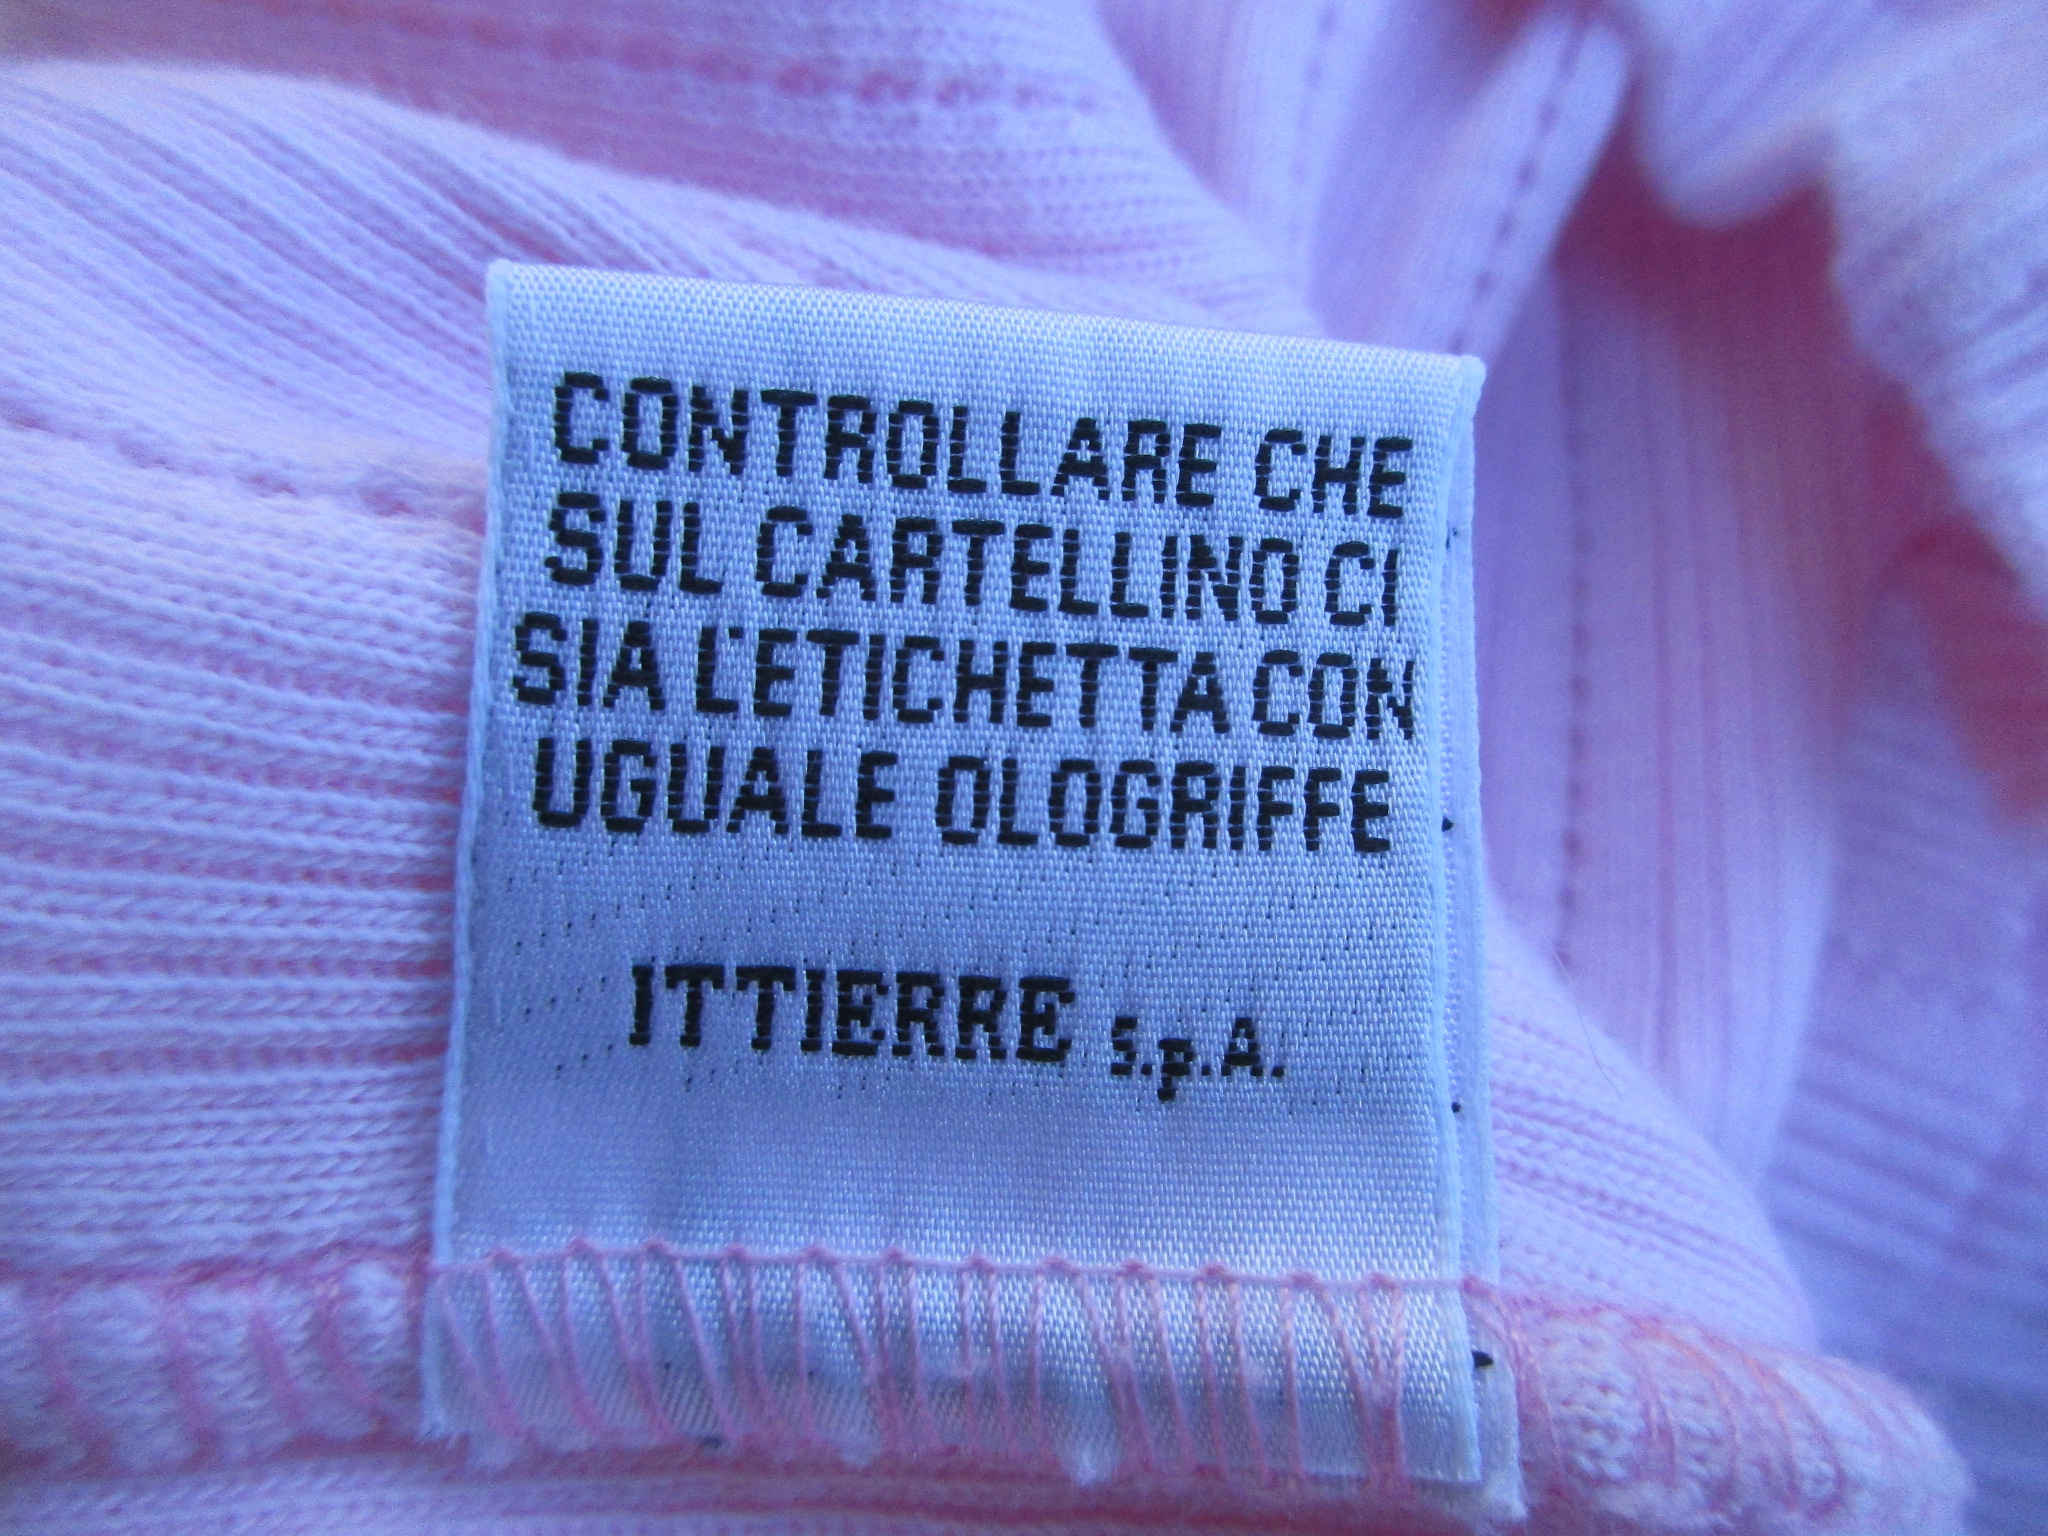 CONTROLLARE CHE
SUL CARTELLINO CI
SIA L'ETICHETTA CON
UGUALE OLOGRIFFE
ITTIERRE S.p.A.